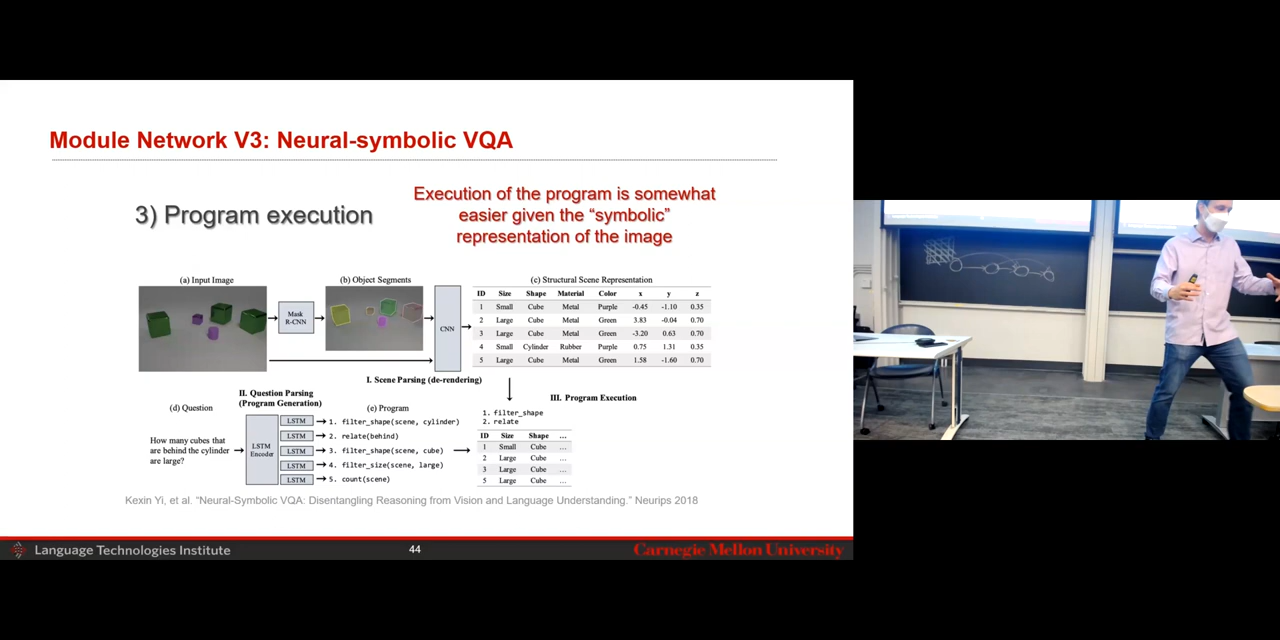 Module Network V3: Neural-symbolic VQA
3) Program execution
Execution of the program is somewhat
easier given the “symbolic”
representation of the image
(a) Input Image
(b) Object Segments
(c) Structural Scene Representation
Mask
R-CNN
CNN
ID Size Shape Material Color x y z
1 Small Cube Metal Purple -0.45 -1.10 0.35
2 Large Cube Metal Green 3.83 -0.04 0.70
3 Large Cube Metal Green -3.20 0.63 0.70
4 Small Cylinder Rubber Purple 0.75 1.31 0.35
5 Large Cube Metal Green 1.58 -1.60 0.70
I. Scene Parsing (de-rendering)
II. Question Parsing
(Program Generation)
III. Program Execution
(d) Question
(e) Program
How many cubes that
are behind the cylinder
are large?
LSTM
Encoder
LSTM 1. filter_shape(scene, cylinder)
LSTM 2. relate(behind)
LSTM 3. filter_shape(scene, cube)
LSTM 4. filter_size(scene, large)
LSTM 5. count(scene)
1. filter_shape
2. relate
ID Size Shape ...
1 Small Cube ...
2 Large Cube ...
3 Large Cube ...
5 Large Cube ...
Kexin Yi, et al. “Neural-Symbolic VQA: Disentangling Reasoning from Vision and Language Understanding.” Neurips 2018
Language Technologies Institute
44
Carnegie Mellon University